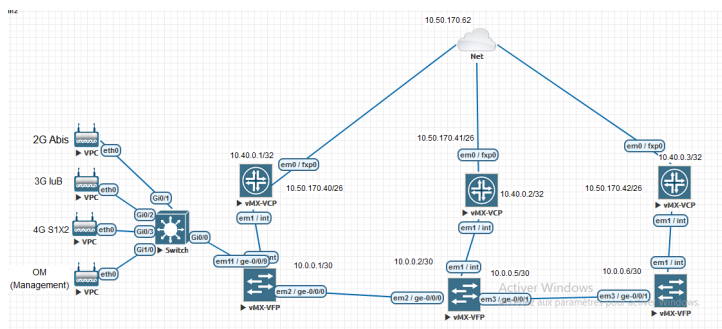 10.50.170.62
Net
2G Abis
VPC
eth0
10.40.0.1/32
em0 / fxp0
10.50.170.41/26
em0 / fxp0
em0 / fxp0
10.40.0.3/32
3G IuB
VPC
eth0
Gi0/1
vMX-VCP
10.50.170.40/26
10.40.0.2/32
10.50.170.42/26
vMX-VCP
vMX-VCP
4G S1X2
VPC
eth0
Gi0/2
Gi0/3
Gi1/0
Gi0/0
Switch
em1 / int
em1 / int
em1 / int
OM
(Management)
VPC
eth0
em11 / ge-0/0/9
10.0.0.1/30
10.0.0.2/30
em1 / int
10.0.0.5/30
em1 / int
10.0.0.6/30
Activer Windows
aux paramètres pour activer Windows.
em2 / ge-0/0/0
em2 / ge-0/0/0
em3 / ge-0/0/1
em3 / ge-0/0/1
vMX-VFP
vMX-VFP
vMX-VFP